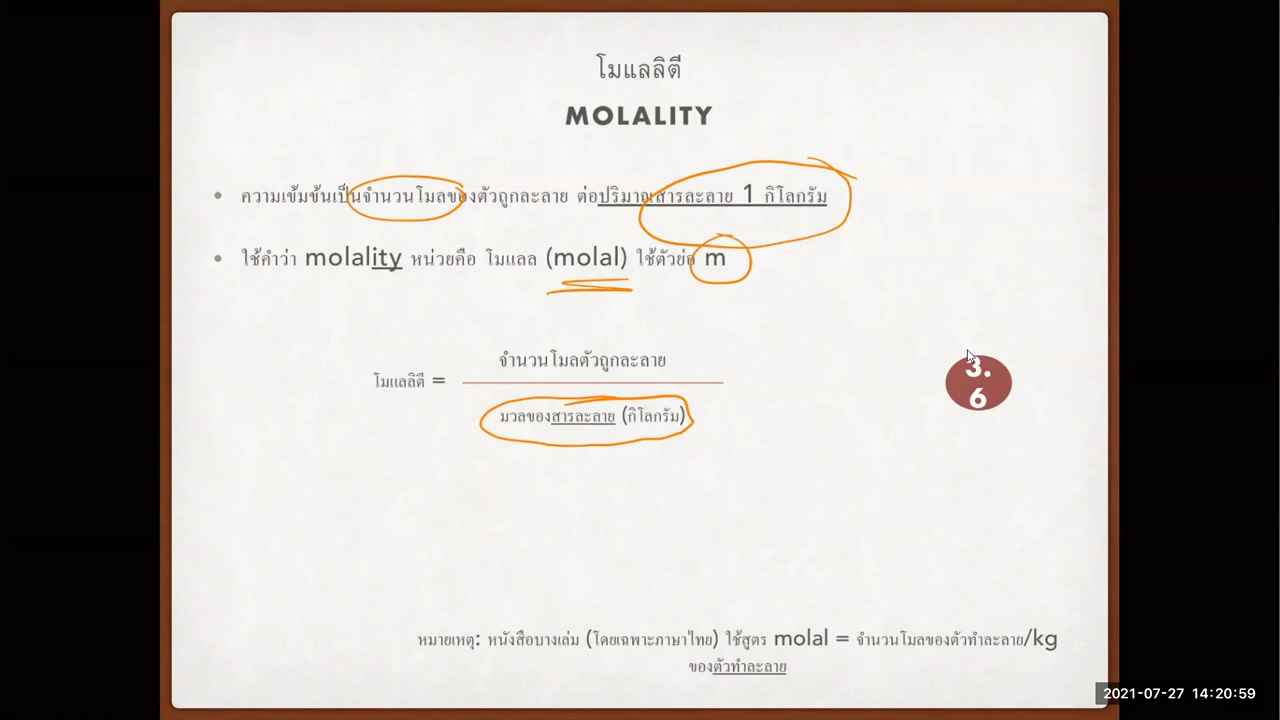 โมแลลิตี
MOLALITY
• ความเข้มข้นเป็นจำนวนโมลของตัวถูกละลาย ต่อปริมาณสารละลาย 1 กิโลกรัม
• ใช้คำว่า molality หน่วยคือ โมแลล (molal) ใช้ตัวย่อ m
จำนวนโมลตัวถูกละลาย
โมแลลิตี =
มวลของสารละลาย (กิโลกรัม)
3.
6
หมายเหตุ: หนังสือบางเล่ม (โดยเฉพาะภาษาไทย) ใช้สูตร molal = จำนวนโมลของตัวทำละลาย/kg
ของตัวทำละลาย
2021-07-27 14:20:59